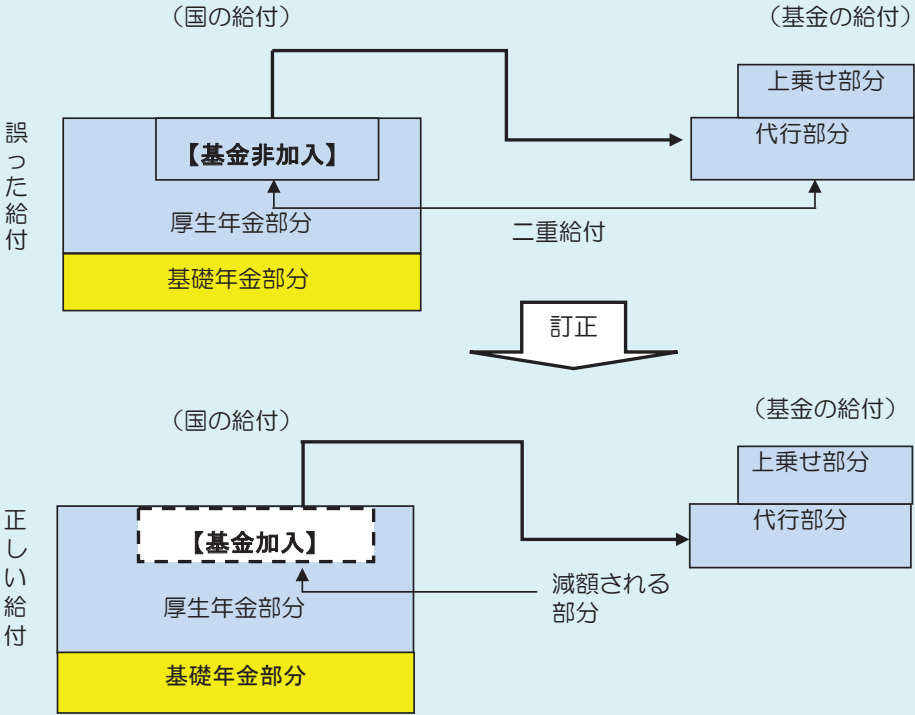 （国の給付）
（基金の給付）
誤った給付
上乗せ部分
代行部分
【基金非加入】
厚生年金部分
二重給付
基礎年金部分
訂正
（国の給付）
（基金の給付）
正しい給付
上乗せ部分
代行部分
【基金加入】
厚生年金部分
減額される
部分
基礎年金部分